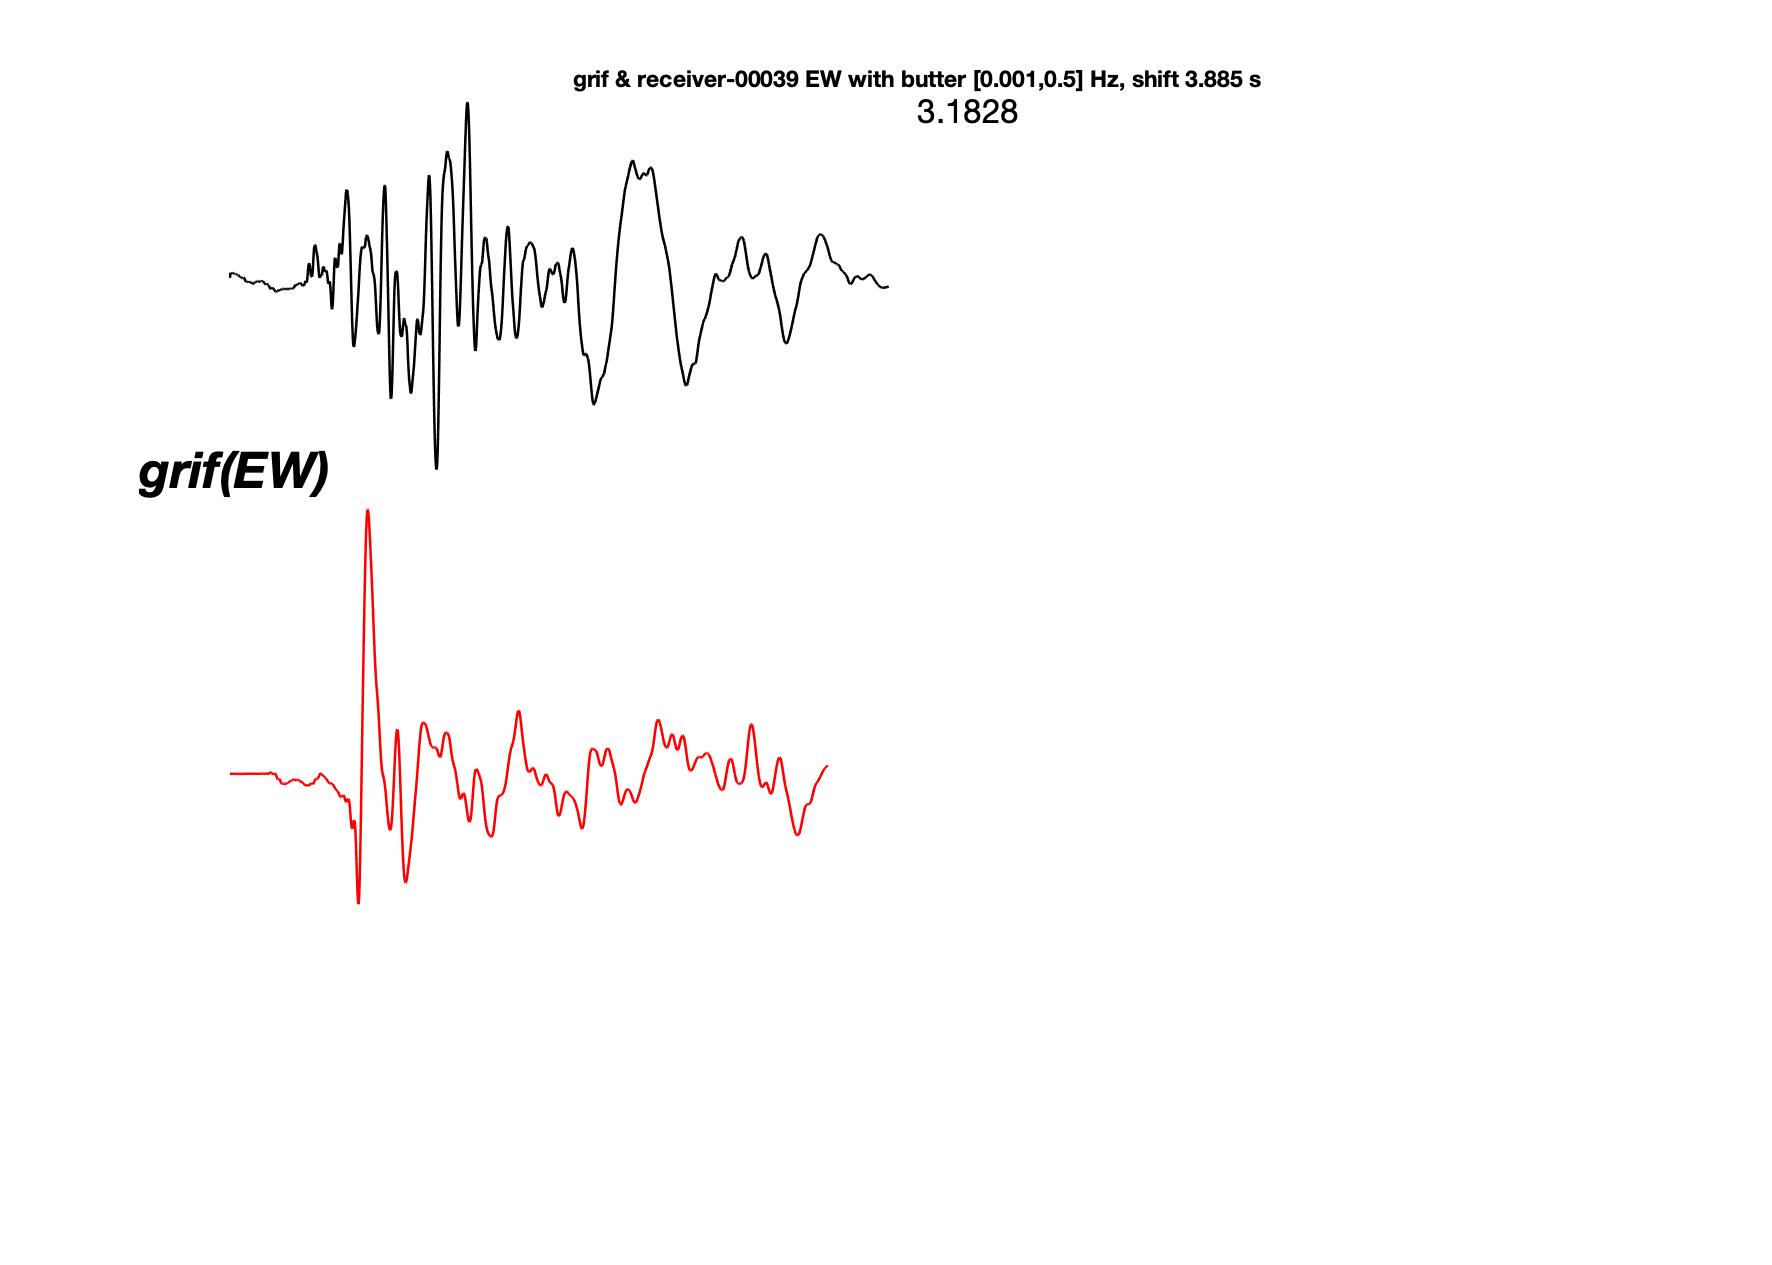 grif & receiver-00039 EW with butter [0.001,0.5] Hz, shift 3.885 s
3.1828
grif(EW)